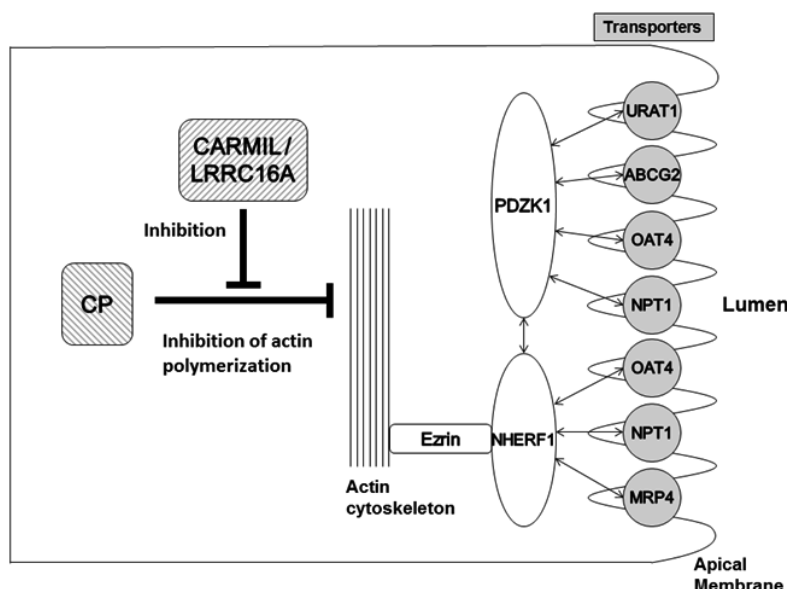 Transporters
CARMIL/
LRRC16A
Inhibition
CP
Inhibition of actin
polymerization
Actin
cytoskeleton
Ezrin
PDZK1
NHERF1
URAT1
ABCG2
OAT4
NPT1
OAT4
NPT1
MRP4
Lumen
Apical
Membrane